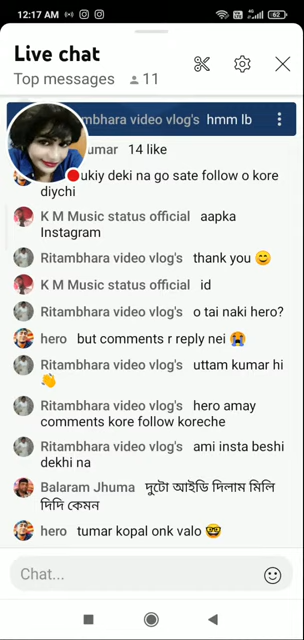 12:17 AM
62
Live chat
Top messages 11
mbhara video vlog's hmm lb
umar 14 like
ukiy deki na go sate follow o kore
diychi
K M Music status official aapka
Instagram
Ritambhara video vlog's thank you 😊
K M Music status official id
Ritambhara video vlog's o tai naki hero?
hero but comments r reply nei 😭
Ritambhara video vlog's uttam kumar hi
👋
Ritambhara video vlog's hero amay
comments kore follow koreche
Ritambhara video vlog's ami insta beshi
dekhi na
Balaram Jhuma দুটো আইডি দিলাম মিলি
দিদি কেমন
hero tumar kopal onk valo 🤓
Chat...